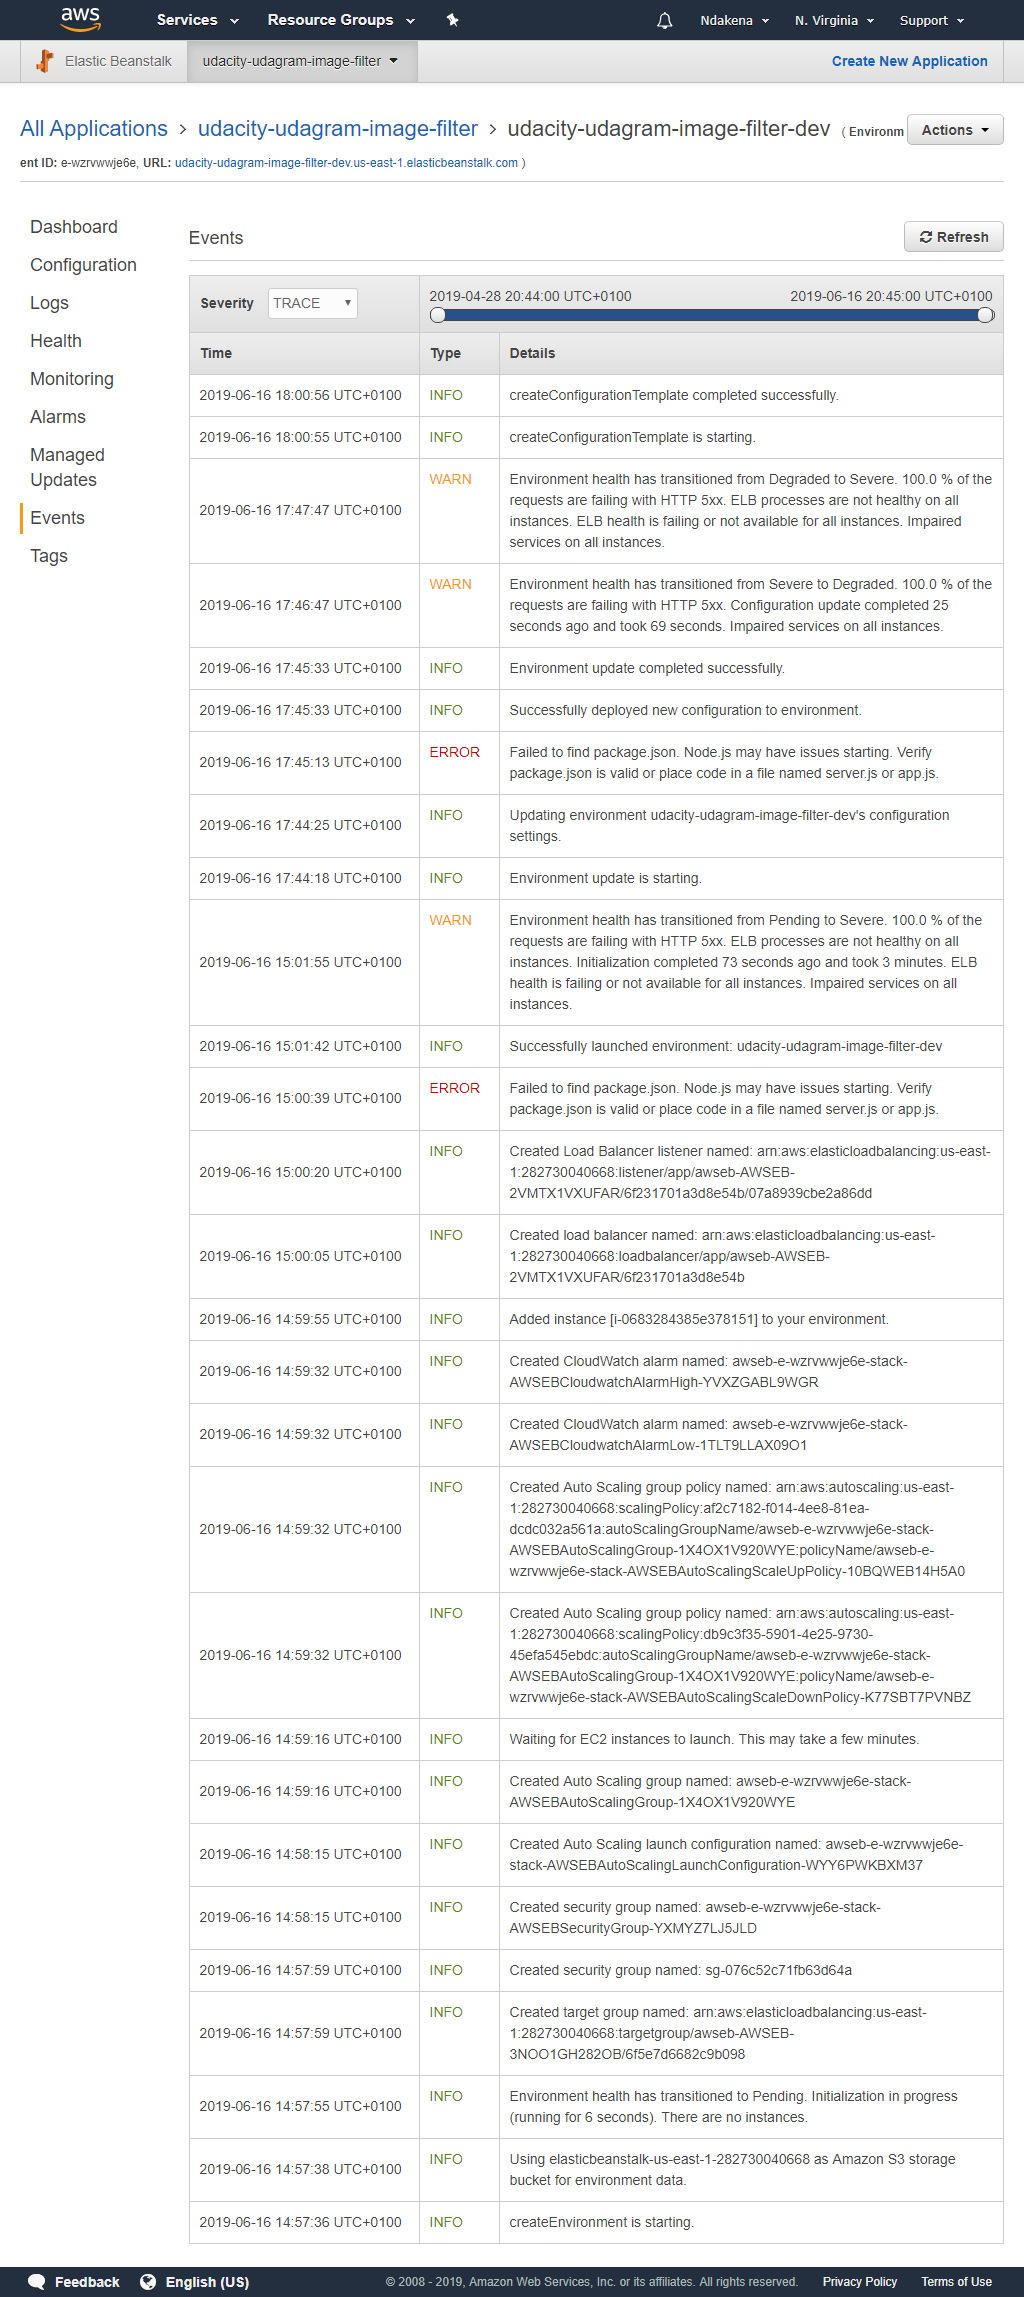 aws Services Resource Groups Ndakena N. Virginia Support
Elastic Beanstalk udacity-udagram-image-filter Create New Application
All Applications > udacity-udagram-image-filter > udacity-udagram-image-filter-dev ( Environm Actions
ent ID: e-wzrvwwje6e, URL: udacity-udagram-image-filter-dev.us-east-1.elasticbeanstalk.com )
Dashboard
Configuration
Logs
Health
Monitoring
Alarms
Managed
Updates
Events
Tags
Events Refresh
Severity TRACE 2019-04-28 20:44:00 UTC+0100 2019-06-16 20:45:00 UTC+0100
Time Type Details
2019-06-16 18:00:56 UTC+0100 INFO createConfigurationTemplate completed successfully.
2019-06-16 18:00:55 UTC+0100 INFO createConfigurationTemplate is starting.
2019-06-16 17:47:47 UTC+0100 WARN Environment health has transitioned from Degraded to Severe. 100.0 % of the
requests are failing with HTTP 5xx. ELB processes are not healthy on all
instances. ELB health is failing or not available for all instances. Impaired
services on all instances.
2019-06-16 17:46:47 UTC+0100 WARN Environment health has transitioned from Severe to Degraded. 100.0 % of the
requests are failing with HTTP 5xx. Configuration update completed 25
seconds ago and took 69 seconds. Impaired services on all instances.
2019-06-16 17:45:33 UTC+0100 INFO Environment update completed successfully.
2019-06-16 17:45:33 UTC+0100 INFO Successfully deployed new configuration to environment.
2019-06-16 17:45:13 UTC+0100 ERROR Failed to find package.json. Node.js may have issues starting. Verify
package.json is valid or place code in a file named server.js or app.js.
2019-06-16 17:44:25 UTC+0100 INFO Updating environment udacity-udagram-image-filter-dev's configuration
settings.
2019-06-16 17:44:18 UTC+0100 INFO Environment update is starting.
2019-06-16 15:01:55 UTC+0100 WARN Environment health has transitioned from Pending to Severe. 100.0 % of the
requests are failing with HTTP 5xx. ELB processes are not healthy on all
instances. Initialization completed 73 seconds ago and took 3 minutes. ELB
health is failing or not available for all instances. Impaired services on all
instances.
2019-06-16 15:01:42 UTC+0100 INFO Successfully launched environment: udacity-udagram-image-filter-dev
2019-06-16 15:00:39 UTC+0100 ERROR Failed to find package.json. Node.js may have issues starting. Verify
package.json is valid or place code in a file named server.js or app.js.
2019-06-16 15:00:20 UTC+0100 INFO Created Load Balancer listener named: arn:aws:elasticloadbalancing:us-east-
1:282730040668:listener/app/awseb-AWSEB-
2VMTX1VXUFAR/6f231701a3d8e54b/07a8939cbe2a86dd
2019-06-16 15:00:05 UTC+0100 INFO Created load balancer named: arn:aws:elasticloadbalancing:us-east-
1:282730040668:loadbalancer/app/awseb-AWSEB-
2VMTX1VXUFAR/6f231701a3d8e54b
2019-06-16 14:59:55 UTC+0100 INFO Added instance [i-0683284385e378151] to your environment.
2019-06-16 14:59:32 UTC+0100 INFO Created CloudWatch alarm named: awseb-e-wzrvwwje6e-stack-
AWSEBCloudwatchAlarmHigh-YVXZGABL9WGR
2019-06-16 14:59:32 UTC+0100 INFO Created CloudWatch alarm named: awseb-e-wzrvwwje6e-stack-
AWSEBCloudwatchAlarmLow-1TLT9LLAX09O1
2019-06-16 14:59:32 UTC+0100 INFO Created Auto Scaling group policy named: arn:aws:autoscaling:us-east-
1:282730040668:scalingPolicy:af2c7182-f014-4ee8-81ea-
dcdc032a561a:autoScalingGroupName/awseb-e-wzrvwwje6e-stack-
AWSEBAutoScalingGroup-1X4OX1V920WYE:policyName/awseb-e-
wzrvwwje6e-stack-AWSEBAutoScalingScaleUpPolicy-10BQWEB14H5A0
2019-06-16 14:59:32 UTC+0100 INFO Created Auto Scaling group policy named: arn:aws:autoscaling:us-east-
1:282730040668:scalingPolicy:db9c3f35-5901-4e25-9730-
45efa545ebdc:autoScalingGroupName/awseb-e-wzrvwwje6e-stack-
AWSEBAutoScalingGroup-1X4OX1V920WYE:policyName/awseb-e-
wzrvwwje6e-stack-AWSEBAutoScalingScaleDownPolicy-K77SBT7PVNBZ
2019-06-16 14:59:16 UTC+0100 INFO Waiting for EC2 instances to launch. This may take a few minutes.
2019-06-16 14:59:16 UTC+0100 INFO Created Auto Scaling group named: awseb-e-wzrvwwje6e-stack-
AWSEBAutoScalingGroup-1X4OX1V920WYE
2019-06-16 14:58:15 UTC+0100 INFO Created Auto Scaling launch configuration named: awseb-e-wzrvwwje6e-
stack-AWSEBAutoScalingLaunchConfiguration-WYY6PWKBXM37
2019-06-16 14:58:15 UTC+0100 INFO Created security group named: awseb-e-wzrvwwje6e-stack-
AWSEBSecurityGroup-YXMYZ7LJ5JLD
2019-06-16 14:57:59 UTC+0100 INFO Created security group named: sg-076c52c71fb63d64a
2019-06-16 14:57:59 UTC+0100 INFO Created target group named: arn:aws:elasticloadbalancing:us-east-
1:282730040668:targetgroup/awseb-AWSEB-
3NOO1GH282OB/6f5e7d6682c9b098
2019-06-16 14:57:55 UTC+0100 INFO Environment health has transitioned to Pending. Initialization in progress
(running for 6 seconds). There are no instances.
2019-06-16 14:57:38 UTC+0100 INFO Using elasticbeanstalk-us-east-1-282730040668 as Amazon S3 storage
bucket for environment data.
2019-06-16 14:57:36 UTC+0100 INFO createEnvironment is starting.
Feedback English (US) © 2008 - 2019, Amazon Web Services, Inc. or its affiliates. All rights reserved. Privacy Policy Terms of Use